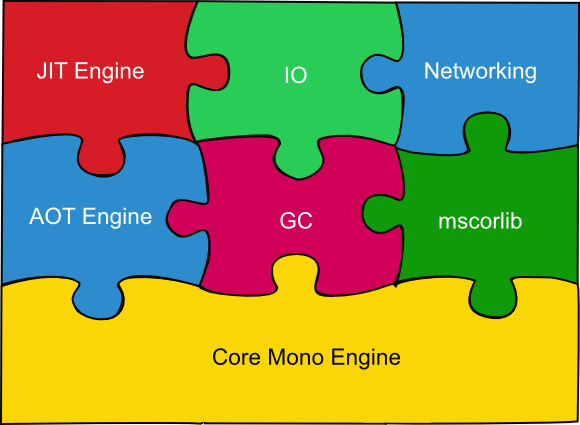 JIT Engine
IO
Networking
AOT Engine
GC
mscorlib
Core Mono Engine